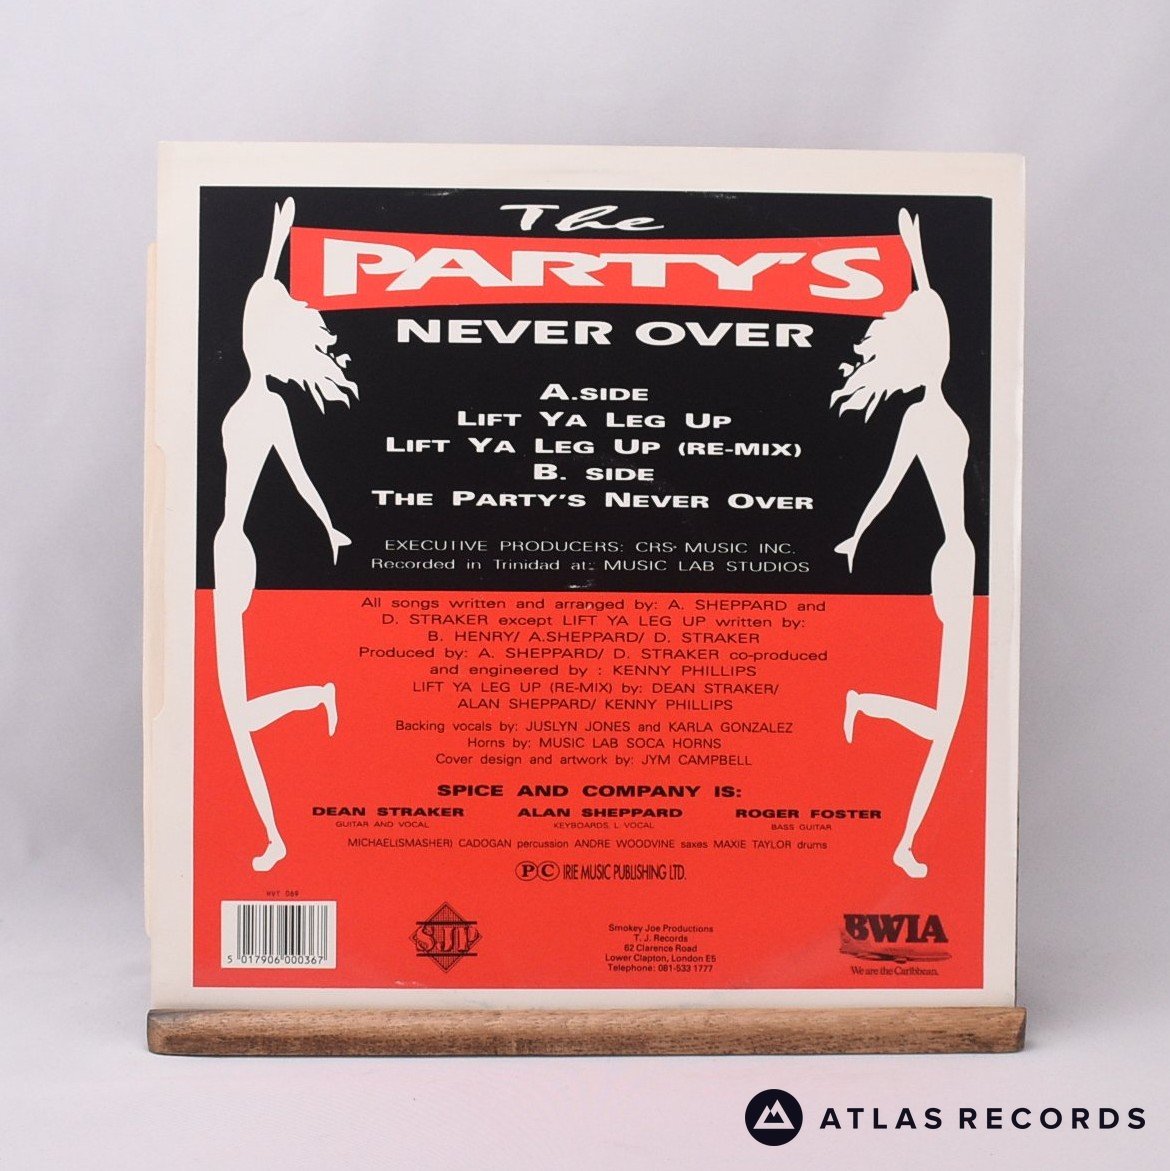 The
PARTY'S
NEVER OVER
A.SIDE
LIFT YA LEG UP
LIFT YA LEG UP (RE-MIX)
B. SIDE
THE PARTY'S NEVER OVER
EXECUTIVE PRODUCERS: CRS MUSIC INC.
Recorded in Trinidad at: MUSIC LAB STUDIOS
All songs written and arranged by: A. SHEPPARD and
D. STRAKER except LIFT YA LEG UP written by:
B. HENRY/ A.SHEPPARD/ D. STRAKER
Produced by: A. SHEPPARD/ D. STRAKER co-produced
and engineered by : KENNY PHILLIPS
LIFT YA LEG UP (RE-MIX) by: DEAN STRAKER/
ALAN SHEPPARD/ KENNY PHILLIPS
Backing vocals by: JUSLYN JONES and KARLA GONZALEZ
Horns by: MUSIC LAB SOCA HORNS
Cover design and artwork by: JYM CAMPBELL
SPICE AND COMPANY IS:
DEAN STRAKER ALAN SHEPPARD ROGER FOSTER
GUITAR AND VOCAL KEYBOARDS, L. VOCAL BASS GUITAR
MICHAEL(SMASHER) CADOGAN percussion ANDRE WOODVINE saxes MAXIE TAYLOR drums
Ⓟ Ⓒ IRIE MUSIC PUBLISHING LTD.
HVT 069
5 017906 000367
SJP
Smokey Joe Productions
T. J. Records
62 Clarence Road
Lower Clapton, London E5
Telephone: 081-533 1777
BWIA
We are the Caribbean.
ATLAS RECORDS